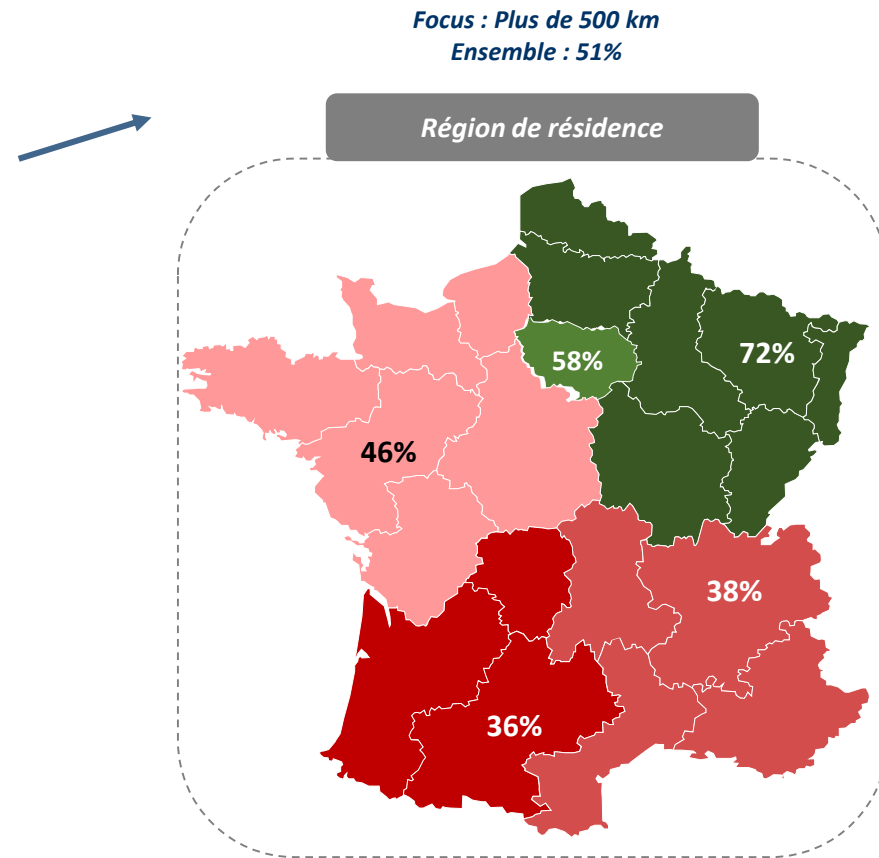 Focus : Plus de 500 km
Ensemble : 51%
Région de résidence
58%
72%
46%
38%
36%